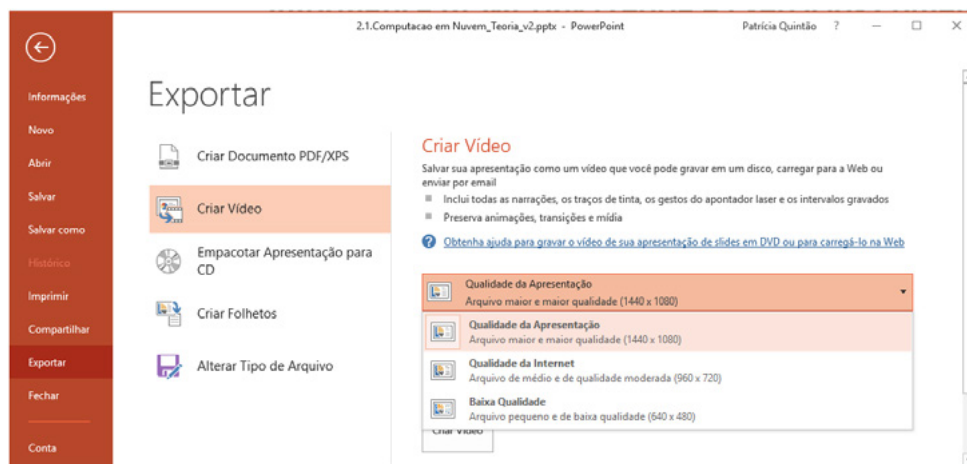 2.1.Computacao em Nuvem_Teoria_v2.pptx - PowerPoint
Patrícia Quintão
?
Informações
Novo
Abrir
Salvar
Salvar como
Histórico
Imprimir
Compartilhar
Exportar
Fechar
Conta
Exportar
Criar Documento PDF/XPS
Criar Vídeo
Empacotar Apresentação para
CD
Criar Folhetos
Alterar Tipo de Arquivo
Criar Vídeo
Salvar sua apresentação como um vídeo que você pode gravar em um disco, carregar para a Web ou
enviar por email
Inclui todas as narrações, os traços de tinta, os gestos do apontador laser e os intervalos gravados
Preserva animações, transições e mídia
Obtenha ajuda para gravar o vídeo de sua apresentação de slides em DVD ou para carregá-lo na Web
Qualidade da Apresentação
Arquivo maior e maior qualidade (1440 x 1080)
Qualidade da Apresentação
Arquivo maior e maior qualidade (1440 x 1080)
Qualidade da Internet
Arquivo de médio e de qualidade moderada (960 x 720)
Baixa Qualidade
Arquivo pequeno e de baixa qualidade (640 x 480)
Criar Vídeo